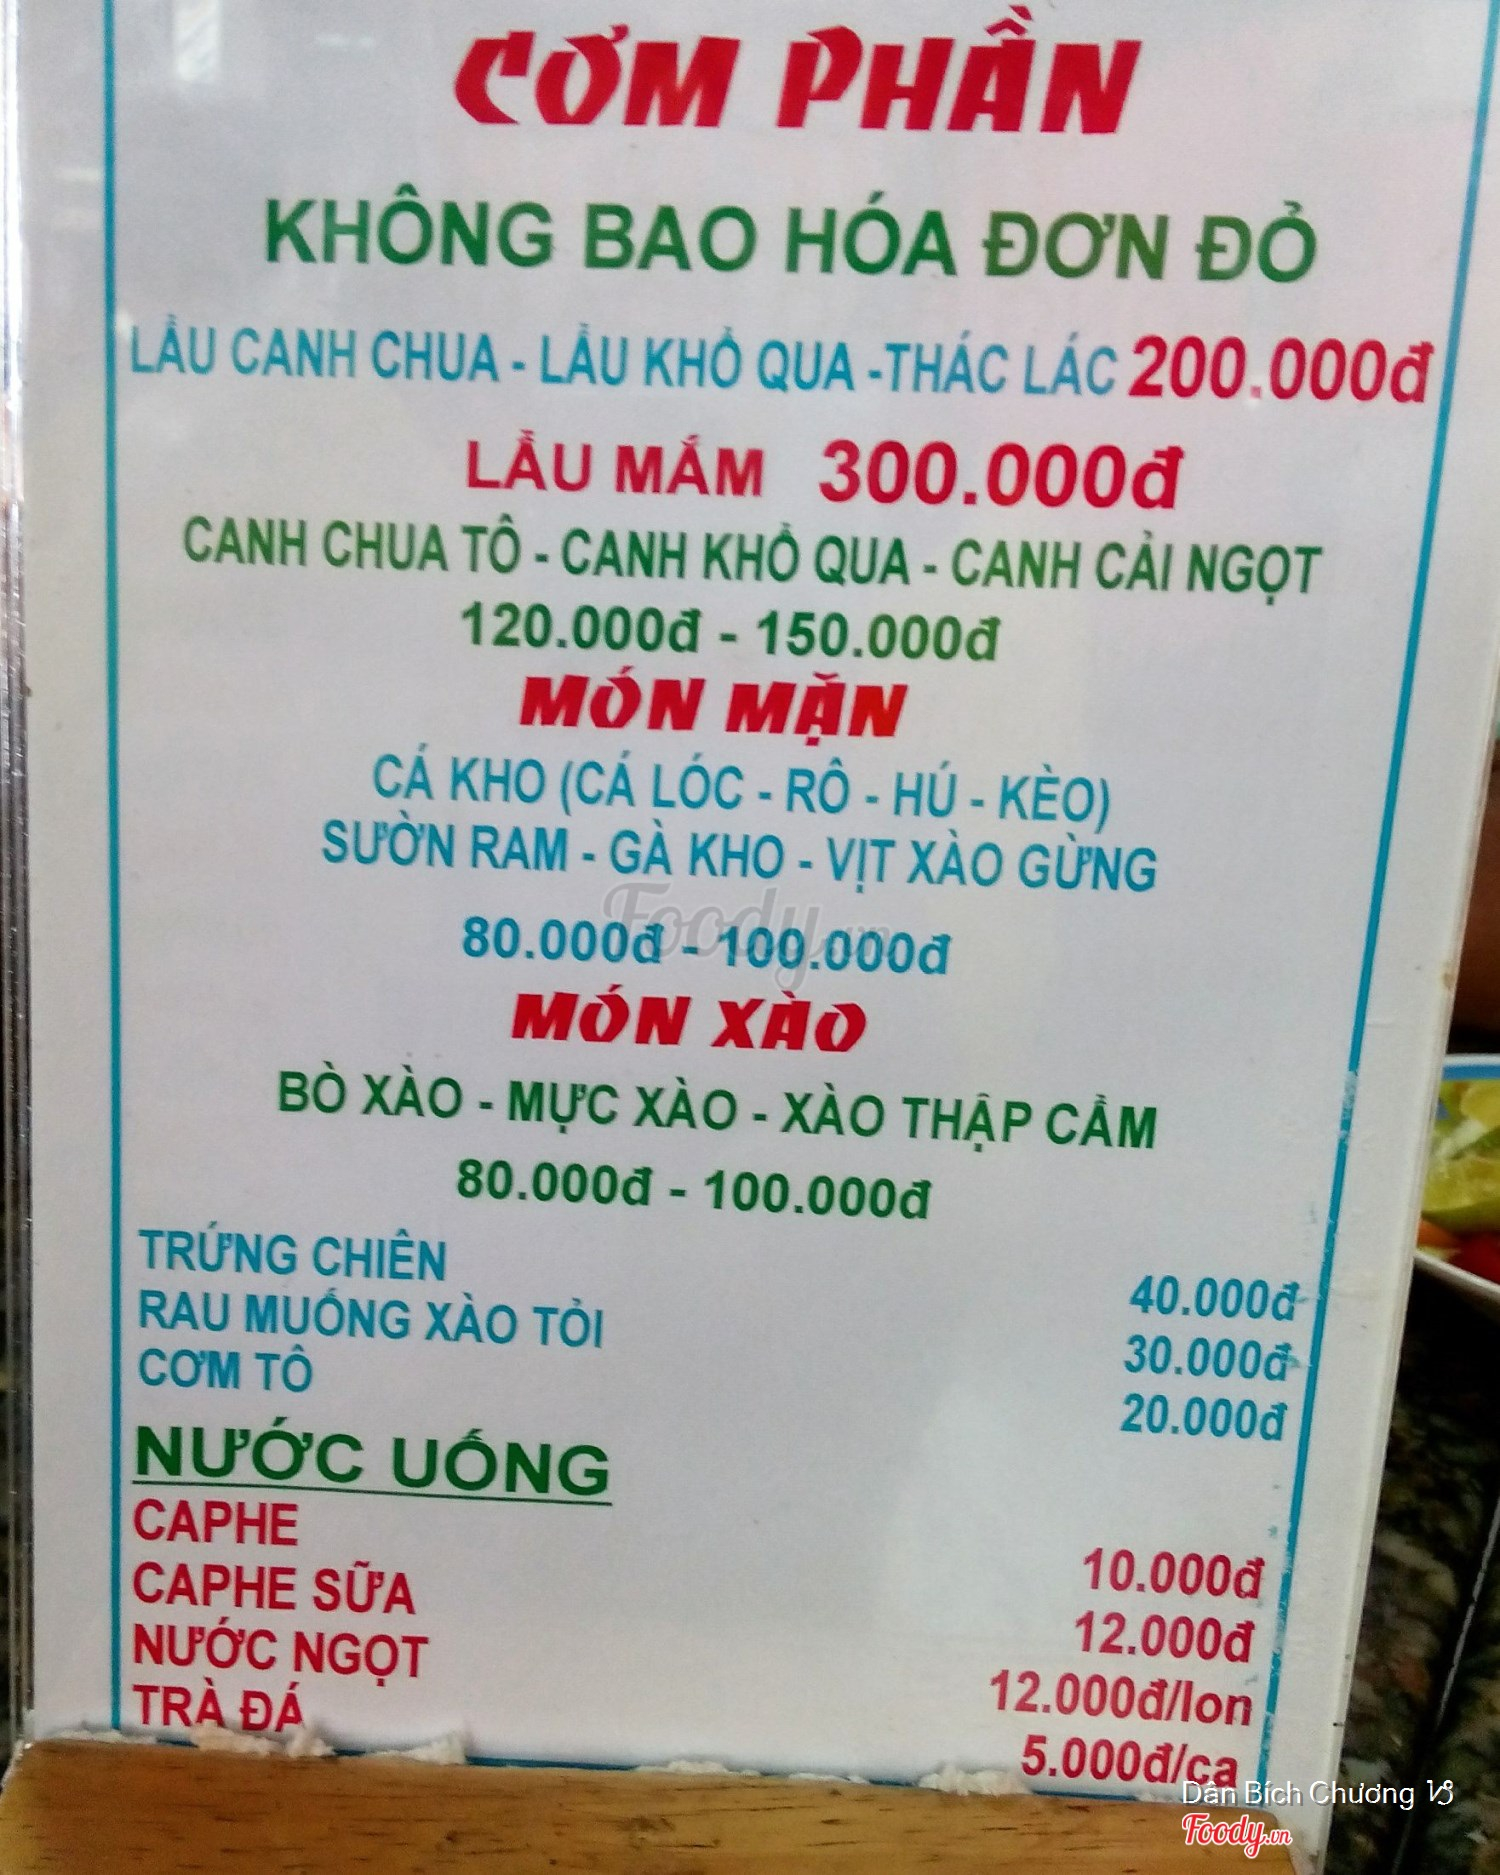 CƠM PHẦN
KHÔNG BAO HÓA ĐƠN ĐỎ
LẨU CANH CHUA - LẨU KHỔ QUA -THÁC LÁC 200.000đ
LẨU MẮM 300.000đ
CANH CHUA TÔ - CANH KHỔ QUA - CANH CẢI NGỌT
120.000đ - 150.000đ
MÓN MẶN
CÁ KHO (CÁ LÓC - RÔ - HÚ - KÈO)
SƯỜN RAM - GÀ KHO - VỊT XÀO GỪNG
Foody.vn
80.000đ - 100.000đ
MÓN XÀO
BÒ XÀO - MỰC XÀO - XÀO THẬP CẨM
80.000đ - 100.000đ
TRỨNG CHIÊN 40.000đ
RAU MUỐNG XÀO TỎI 30.000đ
CƠM TÔ 20.000đ
NƯỚC UỐNG
CAPHE 10.000đ
CAPHE SỮA 12.000đ
NƯỚC NGỌT 12.000đ/lon
TRÀ ĐÁ 5.000đ/ca
Dân Bích Chương ♑
Foody.vn